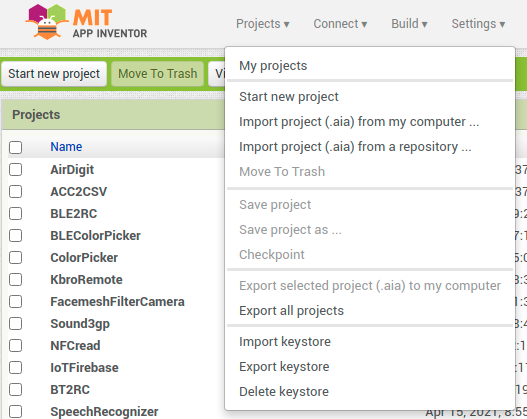 MIT
APP INVENTOR
Projects ▾ Connect ▾ Build ▾ Settings ▾
Start new project Move To Trash
My projects
Start new project
Import project (.aia) from my computer ...
Import project (.aia) from a repository ...
Move To Trash
Save project
Save project as ...
Checkpoint
Export selected project (.aia) to my computer
Export all projects
Import keystore
Export keystore
Delete keystore
Projects
Name
AirDigit
ACC2CSV
BLE2RC
BLEColorPicker
ColorPicker
KbroRemote
FacemeshFilterCamera
Sound3gp
NFCread
IoTFirebase
BT2RC
SpeechRecognizer Apr 15, 2021, 8:55